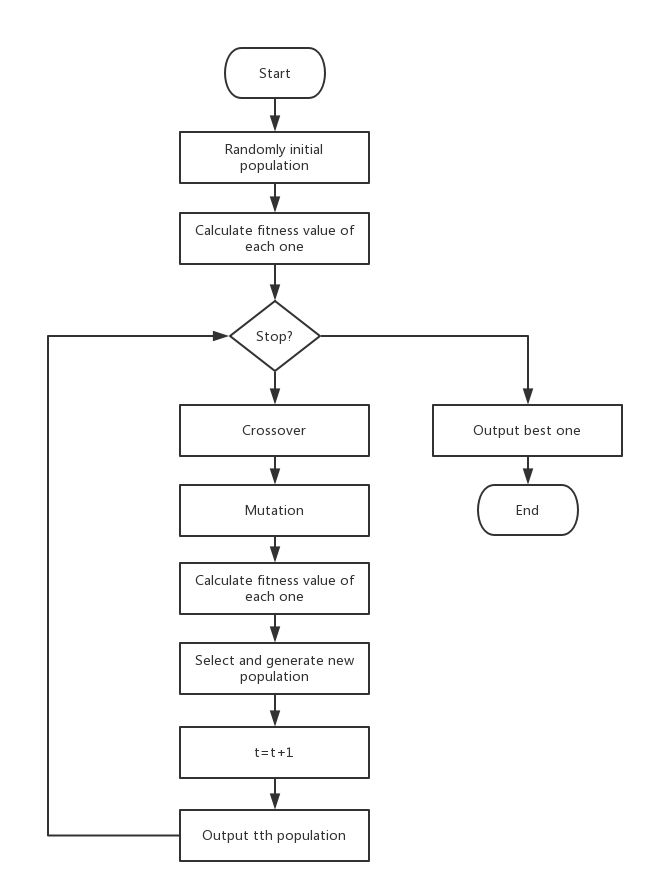 Start
Randomly initial
population
Calculate fitness value of
each one
Stop?
Crossover
Output best one
Mutation
End
Calculate fitness value of
each one
Select and generate new
population
t=t+1
Output tth population